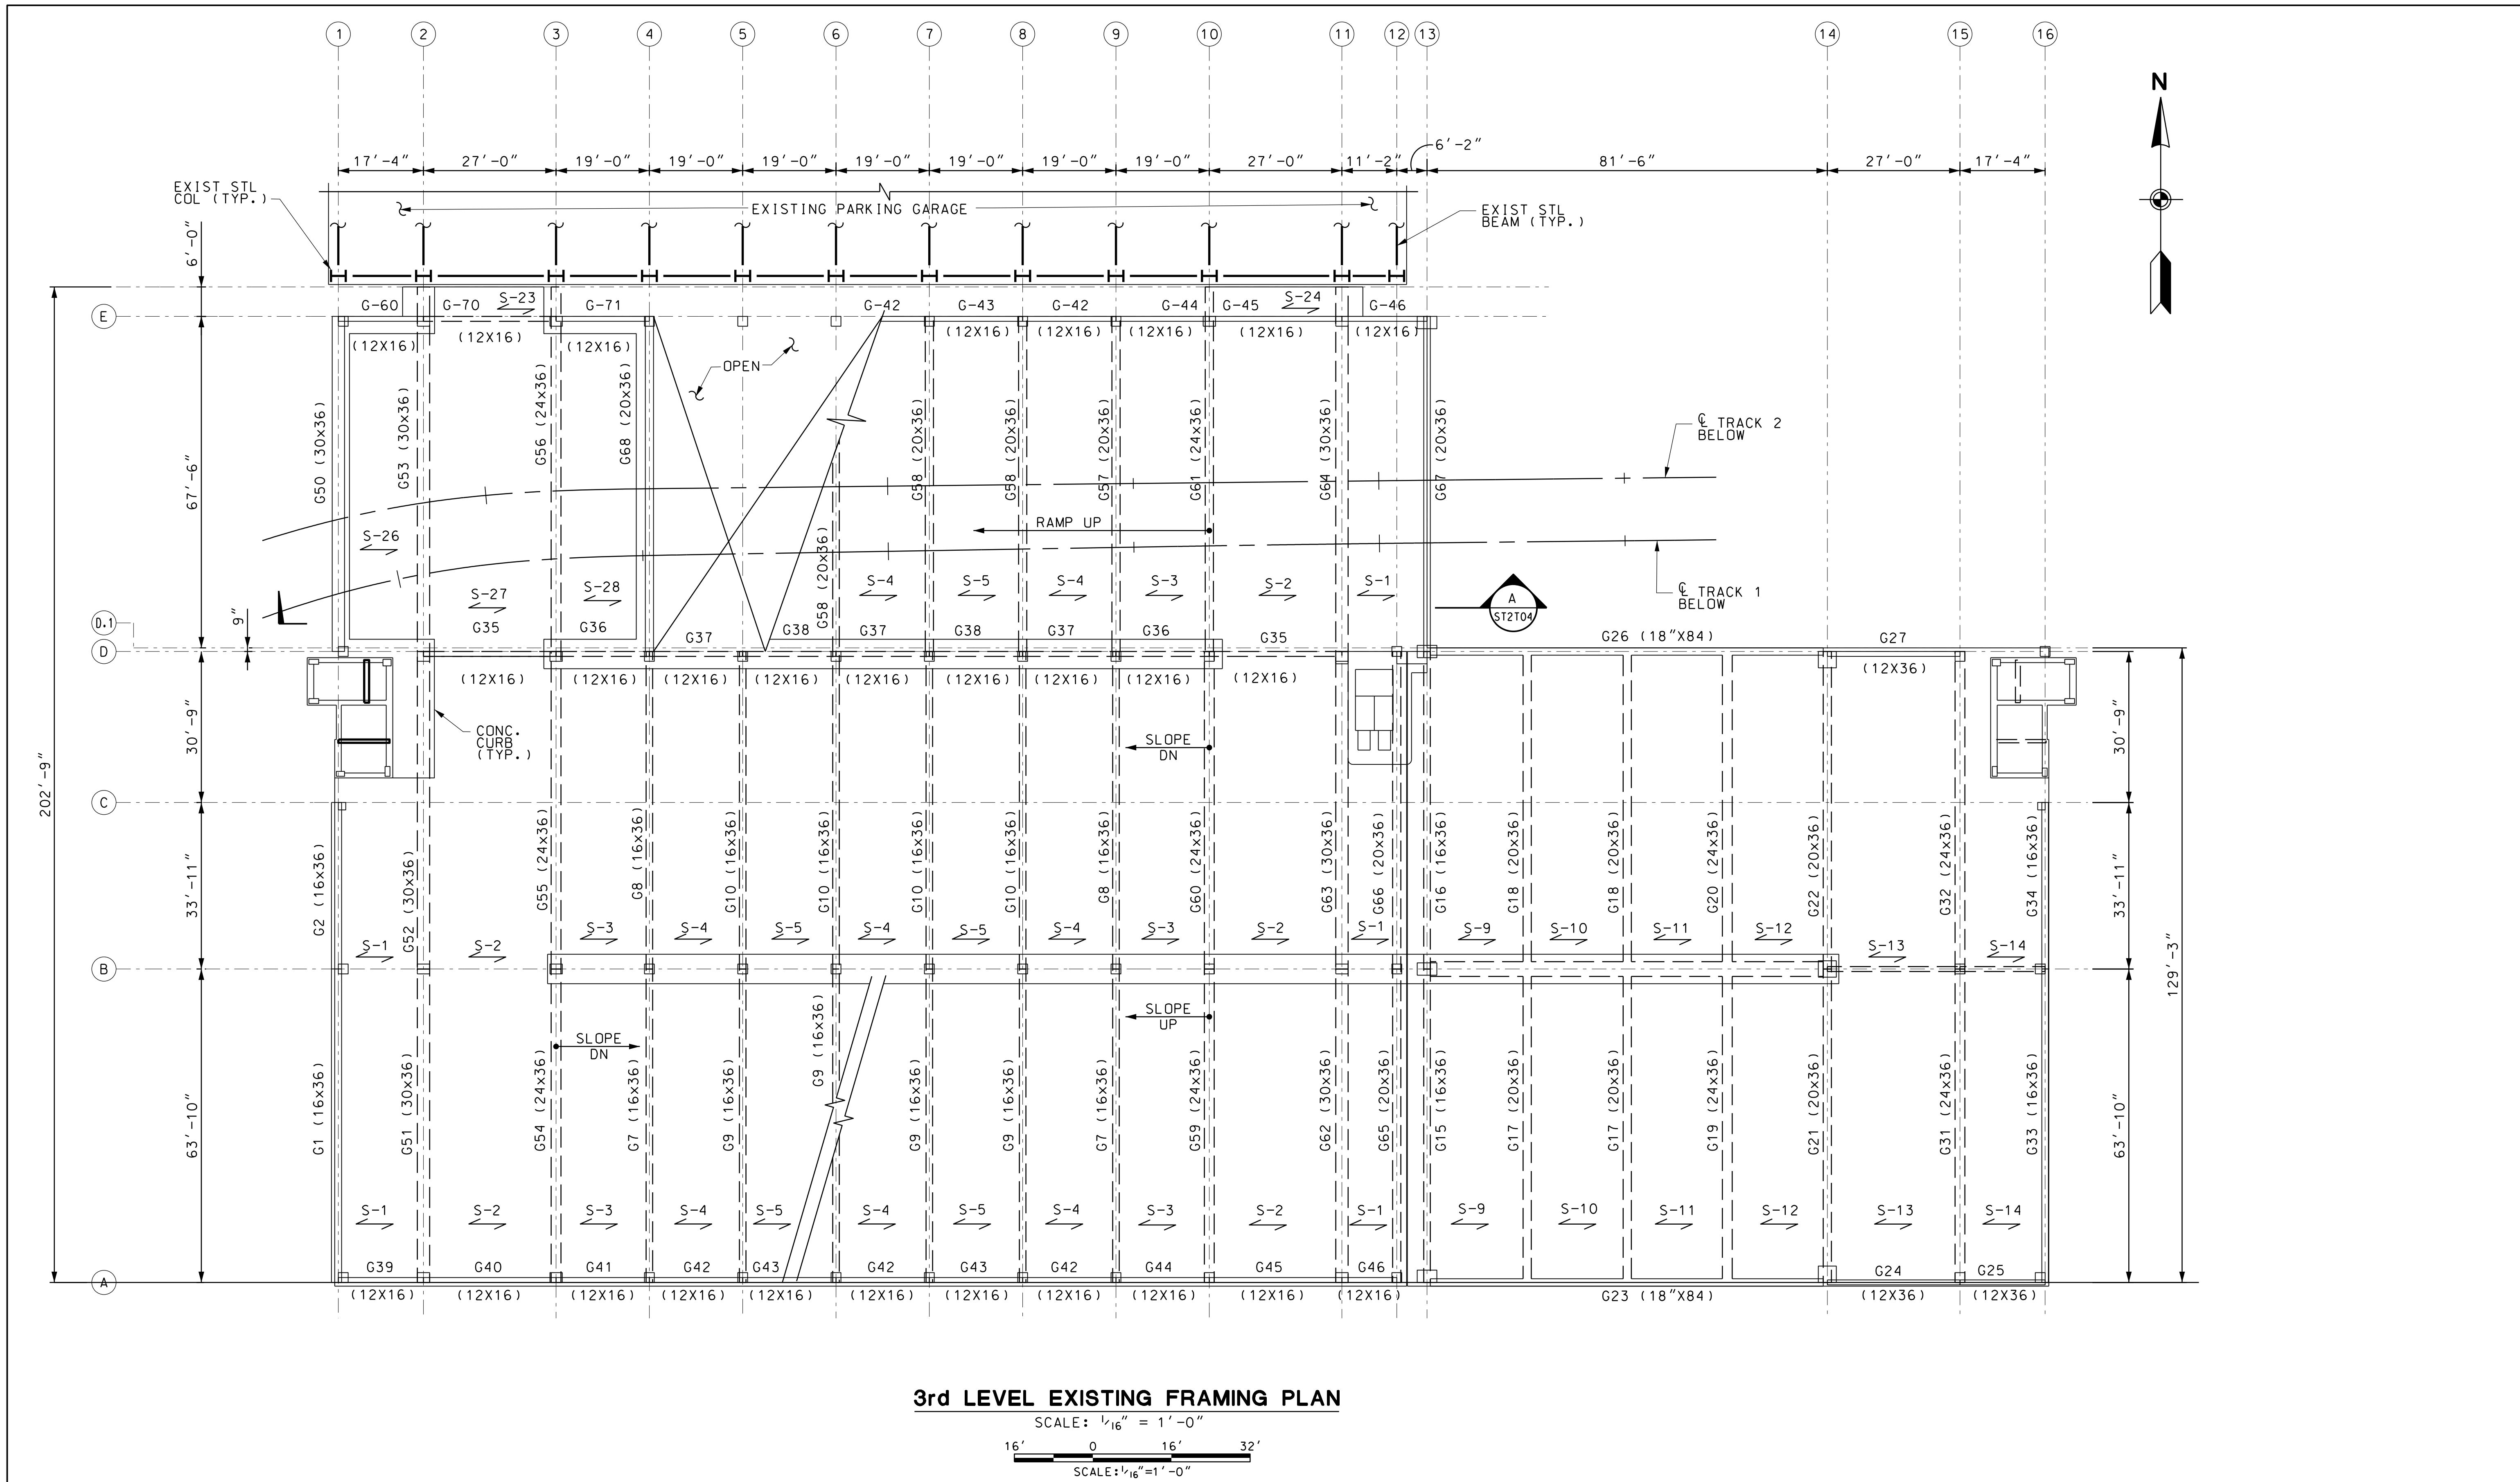 1 2 3 4 5 6 7 8 9 10 11 12 13 14 15 16
N
6'-2"
17'-4" 27'-0" 19'-0" 19'-0" 19'-0" 19'-0" 19'-0" 19'-0" 19'-0" 27'-0" 11'-2" 81'-6" 27'-0" 17'-4"
EXIST STL
COL (TYP.)
EXISTING PARKING GARAGE
EXIST STL
BEAM (TYP.)
6'-0"
E
G-60 G-70 S-23 G-71 G-42 G-43 G-42 G-44 G-45 S-24 G-46
(12X16) (12X16) (12X16) (12X16) (12X16) (12X16) (12X16) (12X16)
OPEN
67'-6"
G50 (30x36)
G53 (30x36)
G56 (24x36)
G68 (20x36)
G58 (20x36)
G58 (20x36)
G58 (20x36)
G57 (20x36)
G61 (24x36)
G64 (30x36)
G67 (20x36)
℄ TRACK 2
BELOW
RAMP UP
S-26
S-27 S-28 S-4 S-5 S-4 S-3 S-2 S-1
℄ TRACK 1
BELOW
A
ST2T04
9"
D.1
D
G35 G36 G37 G38 G37 G38 G37 G36 G35 G26 (18"X84) G27
(12X16) (12X16) (12X16) (12X16) (12X16) (12X16) (12X16) (12X16) (12X16) (12X36)
30'-9"
CONC.
CURB
(TYP.)
SLOPE
DN
30'-9"
202'-9"
C
33'-11"
G2 (16x36)
G52 (30x36)
G55 (24x36)
G8 (16x36)
G10 (16x36)
G10 (16x36)
G10 (16x36)
G10 (16x36)
G8 (16x36)
G60 (24x36)
G63 (30x36)
G66 (20x36)
G16 (16x36)
G18 (20x36)
G18 (20x36)
G20 (24x36)
G22 (20x36)
G32 (24x36)
G34 (16x36)
33'-11"
129'-3"
S-1 S-2 S-3 S-4 S-5 S-4 S-5 S-4 S-3 S-2 S-1 S-9 S-10 S-11 S-12 S-13 S-14
B
SLOPE
DN
SLOPE
UP
63'-10"
G1 (16x36)
G51 (30x36)
G54 (24x36)
G7 (16x36)
G9 (16x36)
G9 (16x36)
G9 (16x36)
G9 (16x36)
G7 (16x36)
G59 (24x36)
G62 (30x36)
G65 (20x36)
G15 (16x36)
G17 (20x36)
G17 (20x36)
G19 (24x36)
G21 (20x36)
G31 (24x36)
G33 (16x36)
63'-10"
S-1 S-2 S-3 S-4 S-5 S-4 S-5 S-4 S-3 S-2 S-1 S-9 S-10 S-11 S-12 S-13 S-14
A
G39 G40 G41 G42 G43 G42 G43 G42 G44 G45 G46 G24 G25
(12X16) (12X16) (12X16) (12X16) (12X16) (12X16) (12X16) (12X16) (12X16) (12X16) (12X16) G23 (18"X84) (12X36) (12X36)
3rd LEVEL EXISTING FRAMING PLAN
SCALE: 1/16" = 1'-0"
16' 0 16' 32'
SCALE:1/16"=1'-0"